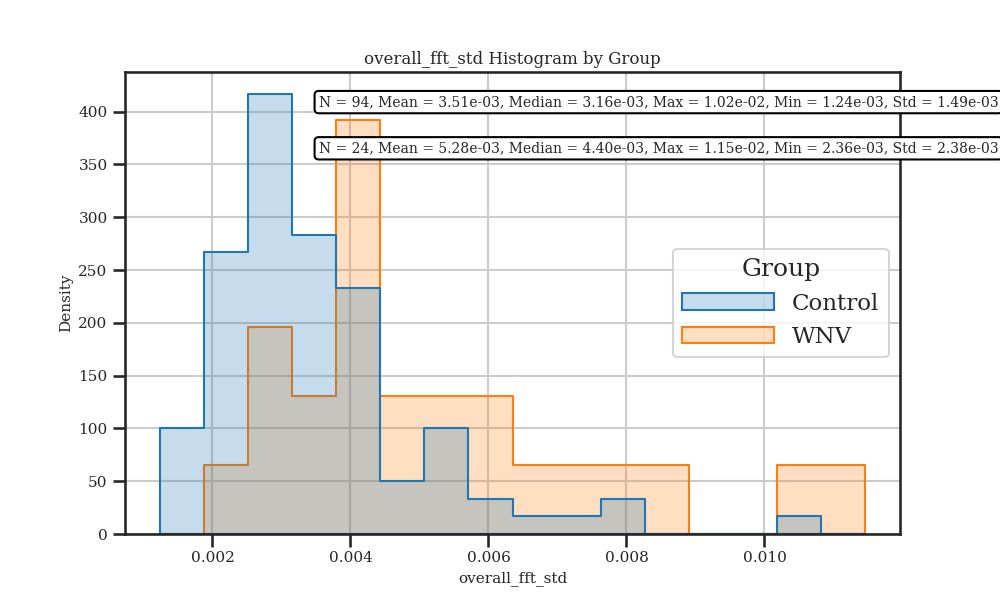 overall_fft_std Histogram by Group
N = 94, Mean = 3.51e-03, Median = 3.16e-03, Max = 1.02e-02, Min = 1.24e-03, Std = 1.49e-03
N = 24, Mean = 5.28e-03, Median = 4.40e-03, Max = 1.15e-02, Min = 2.36e-03, Std = 2.38e-03
400
350
300
250
200
150
100
50
0
Density
Group
Control
WNV
0.002 0.004 0.006 0.008 0.010
overall_fft_std